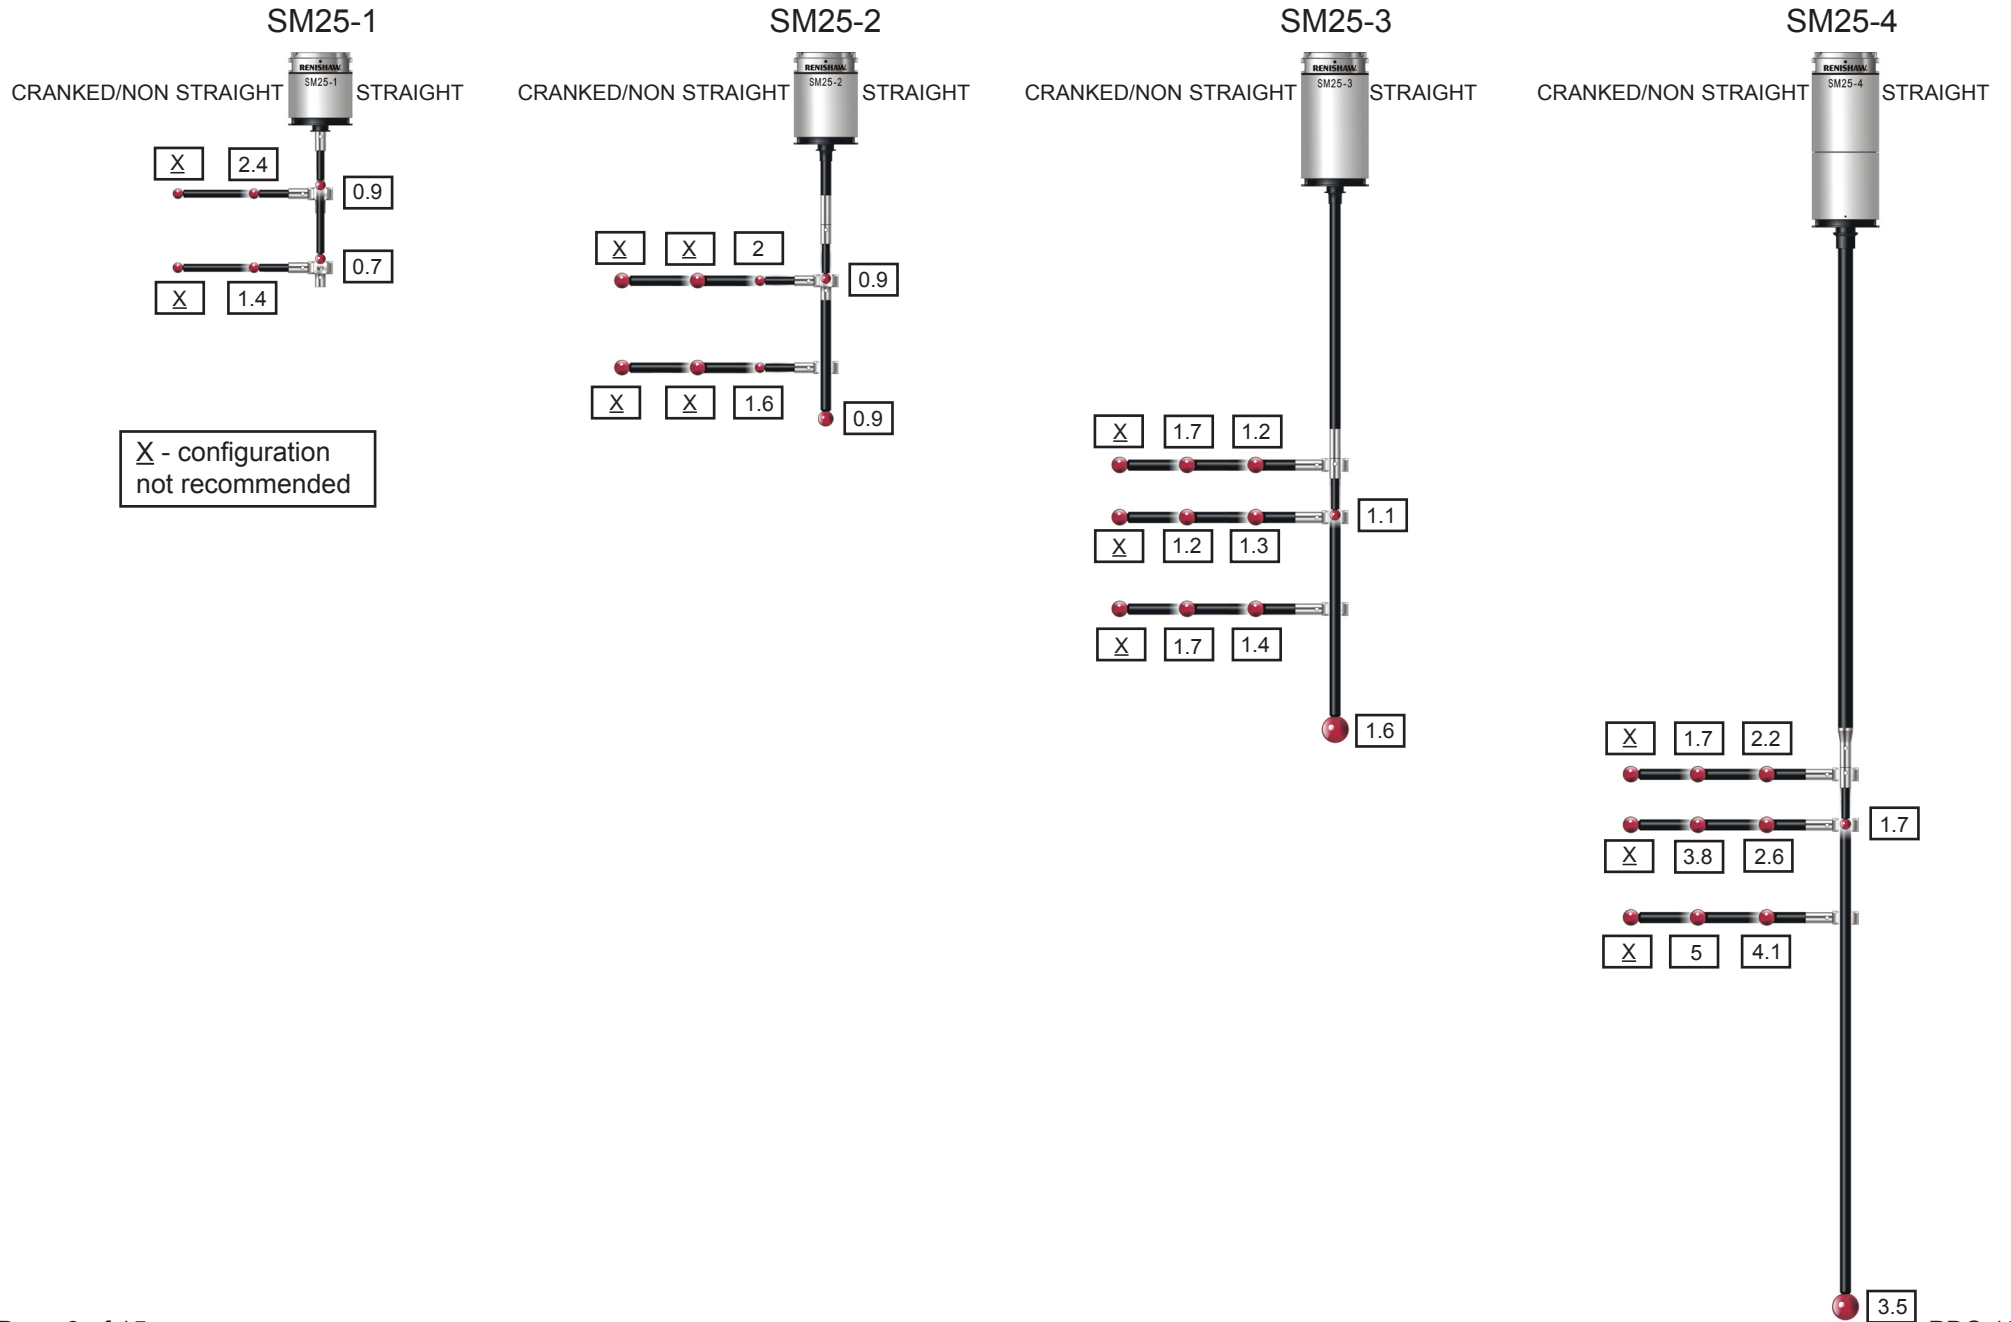 SM25-1 SM25-2 SM25-3 SM25-4
RENISHAW. RENISHAW. RENISHAW. RENISHAW.
SM25-1 SM25-2 SM25-3 SM25-4
CRANKED/NON STRAIGHT STRAIGHT CRANKED/NON STRAIGHT STRAIGHT CRANKED/NON STRAIGHT STRAIGHT CRANKED/NON STRAIGHT STRAIGHT
X 2.4
0.9
0.7
X 1.4
X X 2
0.9
X X 1.6
0.9
X - configuration
not recommended
X 1.7 1.2
1.1
X 1.2 1.3
X 1.7 1.4
1.6
X 1.7 2.2
1.7
X 3.8 2.6
X 5 4.1
3.5